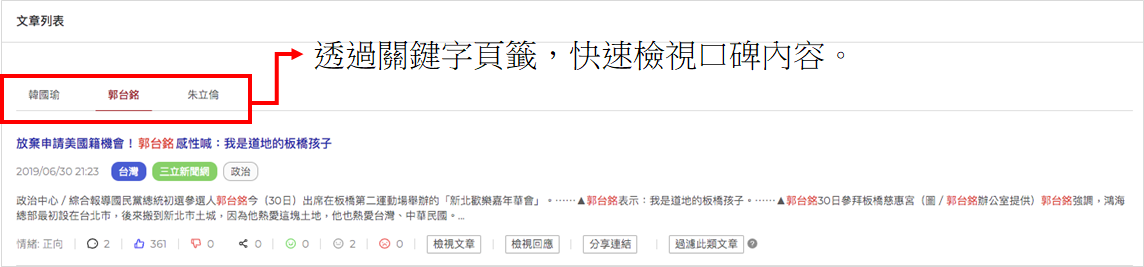 文章列表
透過關鍵字頁籤，快速檢視口碑內容。
韓國瑜 郭台銘 朱立倫
放棄申請美國籍機會！郭台銘感性喊：我是道地的板橋孩子
2019/06/30 21:23 台灣 三立新聞網 政治
政治中心 / 綜合報導國民黨總統初選參選人郭台銘今（30日）出席在板橋第二運動場舉辦的「新北歡樂嘉年華會」。⋯⋯▲郭台銘表示：我是道地的板橋孩子。⋯⋯▲郭台銘30日參拜板橋慈惠宮（圖 / 郭台銘辦公室提供）郭台銘強調，鴻海
總部最初設在台北市，後來搬到新北市土城，因為他熱愛這塊土地，他也熱愛台灣、中華民國。...
情緒: 正向 | 2 361 0 0 0 2 0 | 檢視文章 | 檢視回應 | 分享連結 | 過濾此類文章 ?